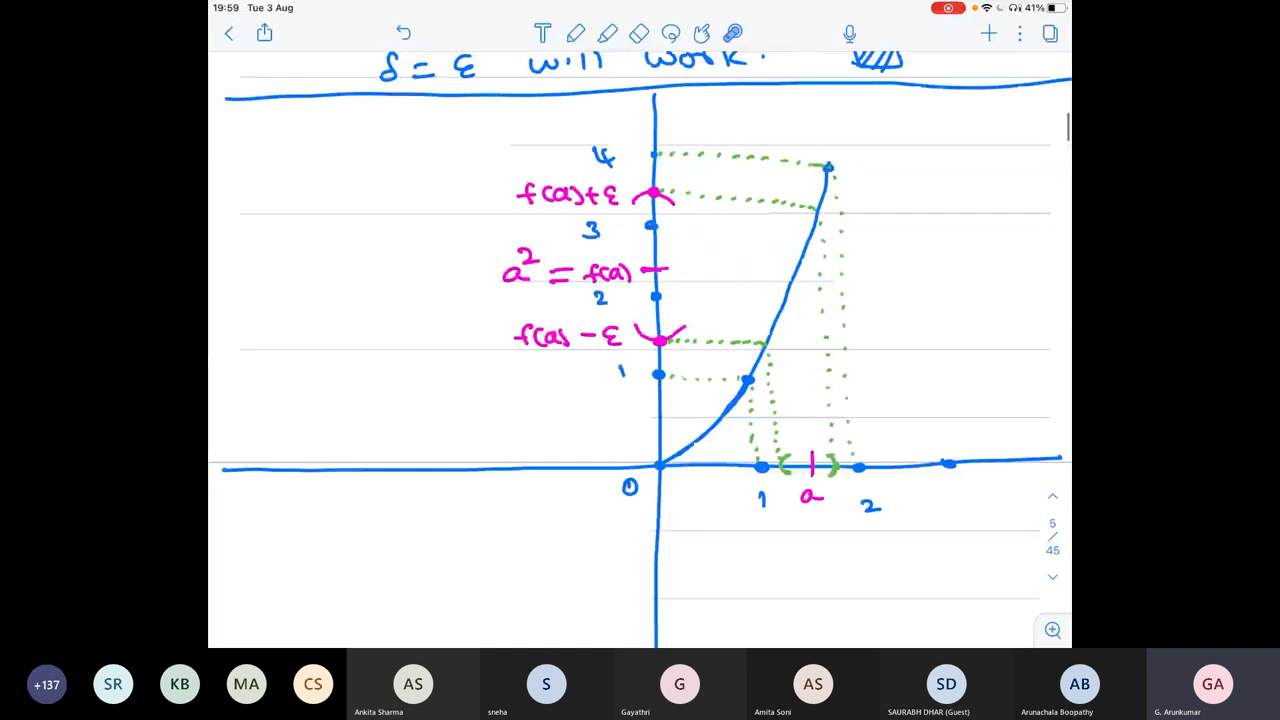 19:59 Tue 3 Aug
41%
δ = ε will work.
4
f(a)+ε
3
a² = f(a)
2
f(a) - ε
1
0
1
a
2
5
/
45
+137
SR
KB
MA
CS
AS
Ankita Sharma
S
sneha
G
Gayathri
AS
Amita Soni
SD
SAURABH DHAR (Guest)
AB
Arunachala Boopathy
GA
G. Arunkumar